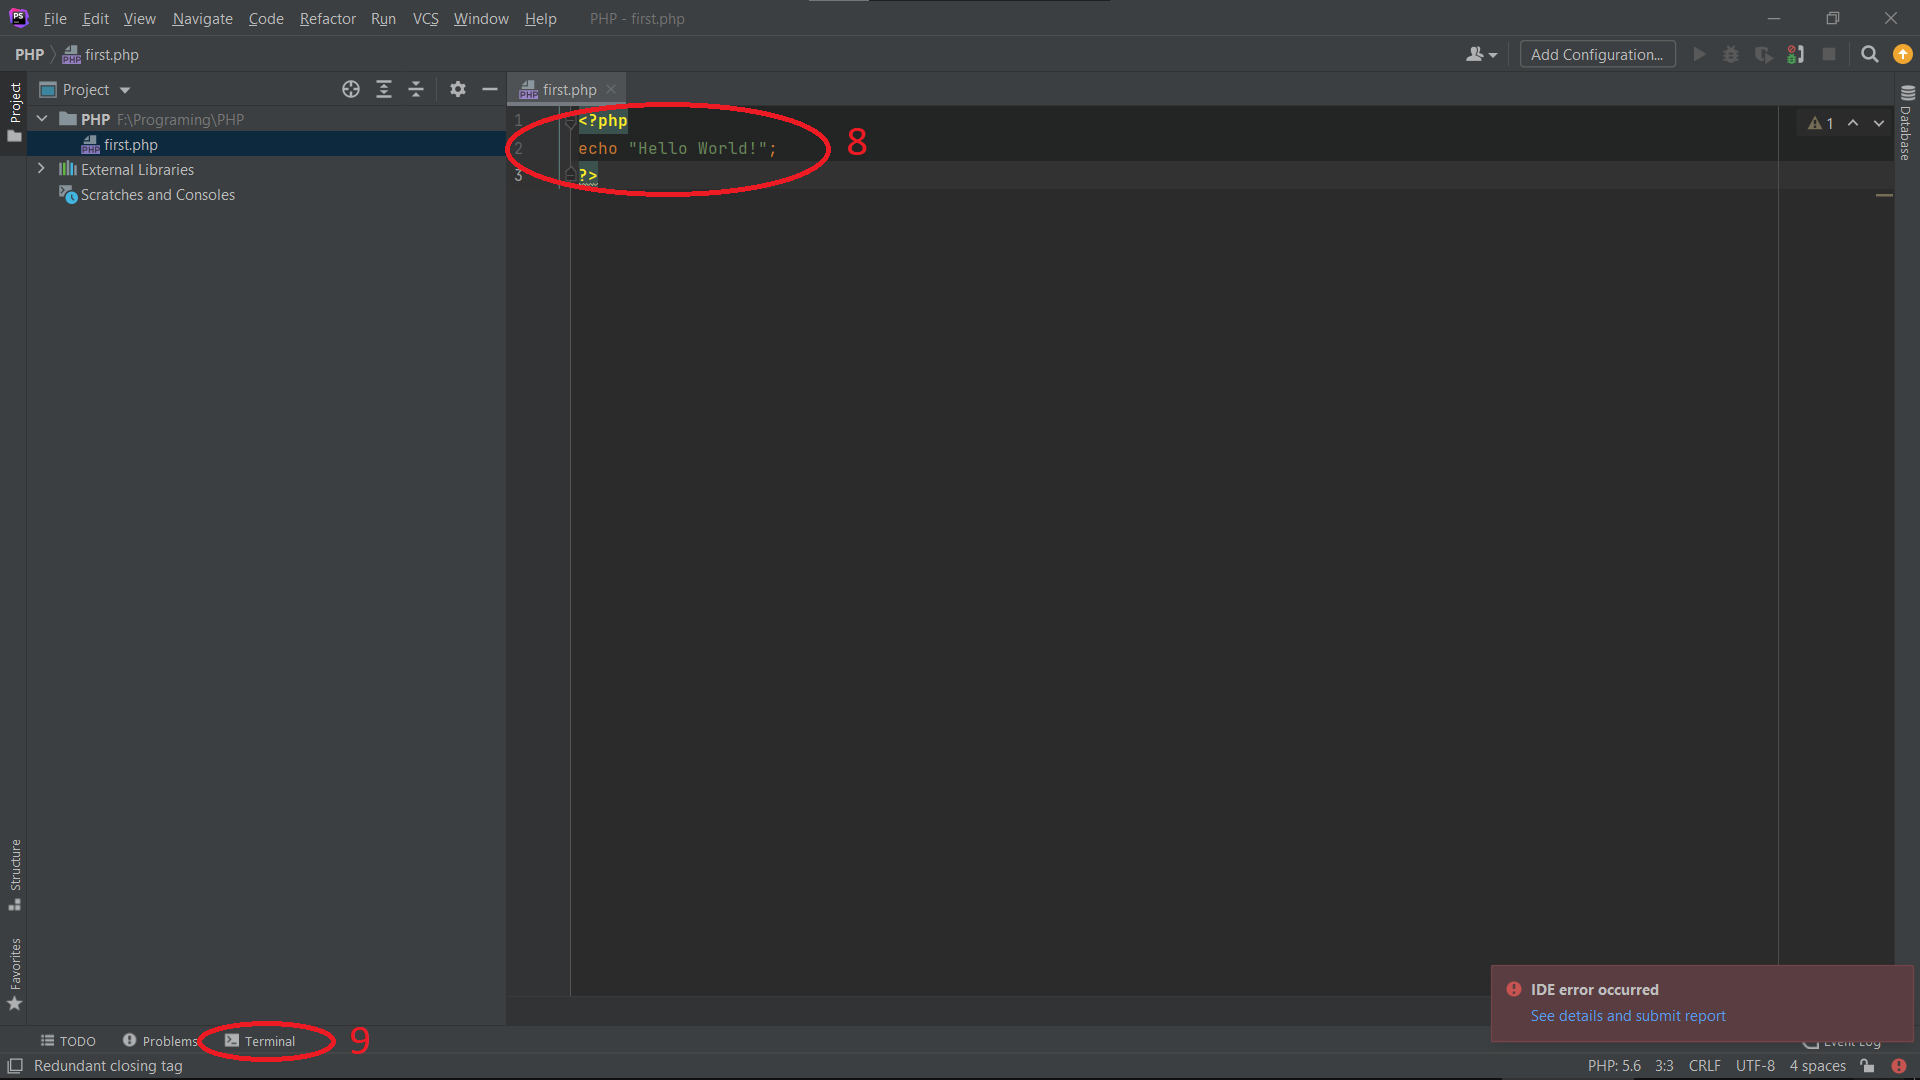 PS
File Edit View Navigate Code Refactor Run VCS Window Help PHP - first.php
PHP first.php Add Configuration...
Project Project first.php
PHP F:\Programing\PHP
first.php
External Libraries
Scratches and Consoles
1 <?php
2 echo "Hello World!";
3 ?>
8
1
Database
Structure
Favorites
IDE error occurred
See details and submit report
TODO Problems Terminal 9 Event Log
Redundant closing tag PHP: 5.6 3:3 CRLF UTF-8 4 spaces